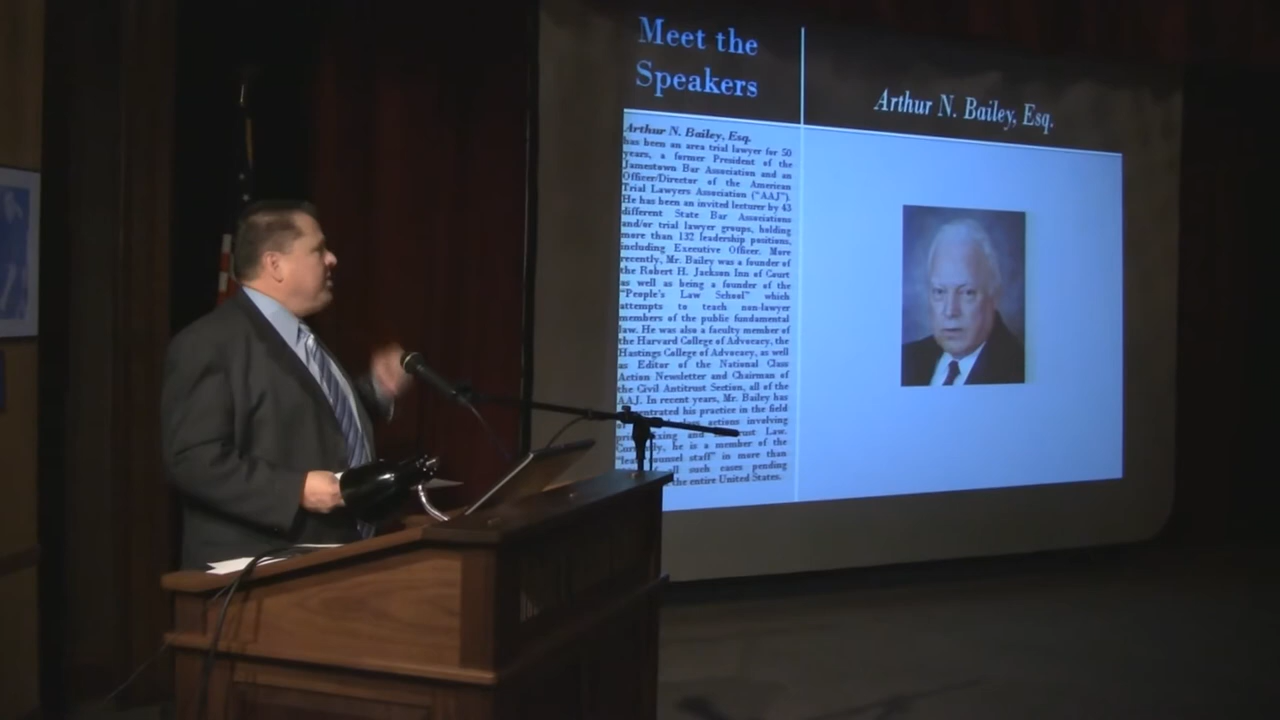 Meet the
Speakers
Arthur N. Bailey, Esq.
Arthur N. Bailey, Esq.
has been an area trial lawyer for 50
years, a former President of the
Jamestown Bar Association and an
Officer/Director of the American
Trial Lawyers Association ("AAJ").
He has been an invited lecturer by 43
different State Bar Associations
and/or trial lawyer groups, holding
more than 132 leadership positions,
including Executive Officer. More
recently, Mr. Bailey was a founder of
the Robert H. Jackson Inn of Court
as well as being a founder of the
"People's Law School" which
attempts to teach non-lawyer
members of the public fundamental
law. He was also a faculty member of
the Harvard College of Advocacy, the
Hastings College of Advocacy, as well
as Editor of the National Class
Action Newsletter and Chairman of
the Civil Antitrust Section, all of the
AAJ. In recent years, Mr. Bailey has
his practice in the field
of actions involving
and Law.
he is a member of the
counsel staff" in more than
all such cases pending
the entire United States.